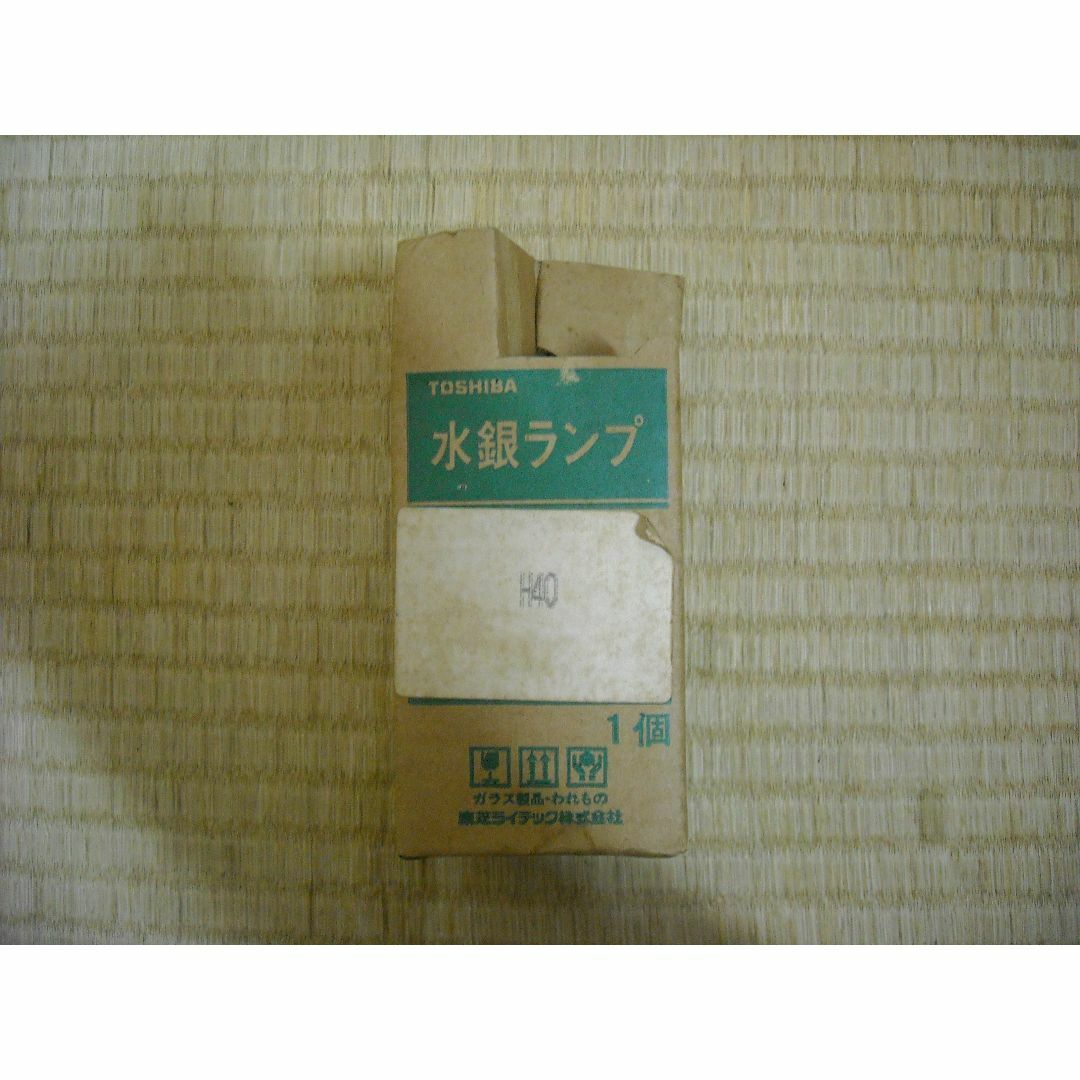 TOSHIBA
水銀ランプ
H40
1個
ガラス製品・われもの
東芝ライテック株式会社